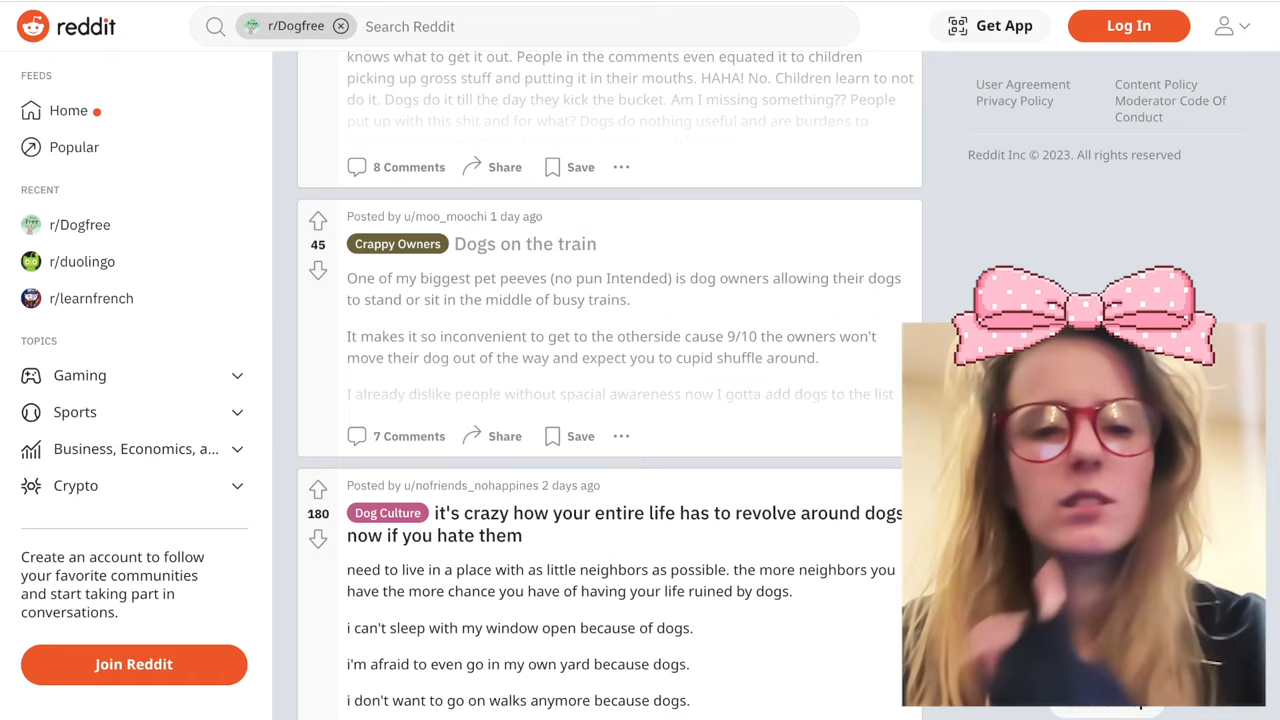 reddit
r/Dogfree
Search Reddit
Get App
Log In
FEEDS
Home
Popular
RECENT
r/Dogfree
r/duolingo
r/learnfrench
TOPICS
Gaming
Sports
Business, Economics, a...
Crypto
Create an account to follow
your favorite communities
and start taking part in
conversations.
Join Reddit
knows what to get it out. People in the comments even equated it to children
picking up gross stuff and putting it in their mouths. HAHA! No. Children learn to not
do it. Dogs do it till the day they kick the bucket. Am I missing something?? People
put up with this shit and for what? Dogs do nothing useful and are burdens to
8 Comments Share Save
Posted by u/moo_moochi 1 day ago
45
Crappy Owners Dogs on the train
One of my biggest pet peeves (no pun Intended) is dog owners allowing their dogs
to stand or sit in the middle of busy trains.
It makes it so inconvenient to get to the otherside cause 9/10 the owners won't
move their dog out of the way and expect you to cupid shuffle around.
I already dislike people without spacial awareness now I gotta add dogs to the list
7 Comments Share Save
Posted by u/nofriends_nohappines 2 days ago
180
Dog Culture it's crazy how your entire life has to revolve around dogs
now if you hate them
need to live in a place with as little neighbors as possible. the more neighbors you
have the more chance you have of having your life ruined by dogs.
i can't sleep with my window open because of dogs.
i'm afraid to even go in my own yard because dogs.
i don't want to go on walks anymore because dogs.
User Agreement
Privacy Policy
Content Policy
Moderator Code Of
Conduct
Reddit Inc © 2023. All rights reserved